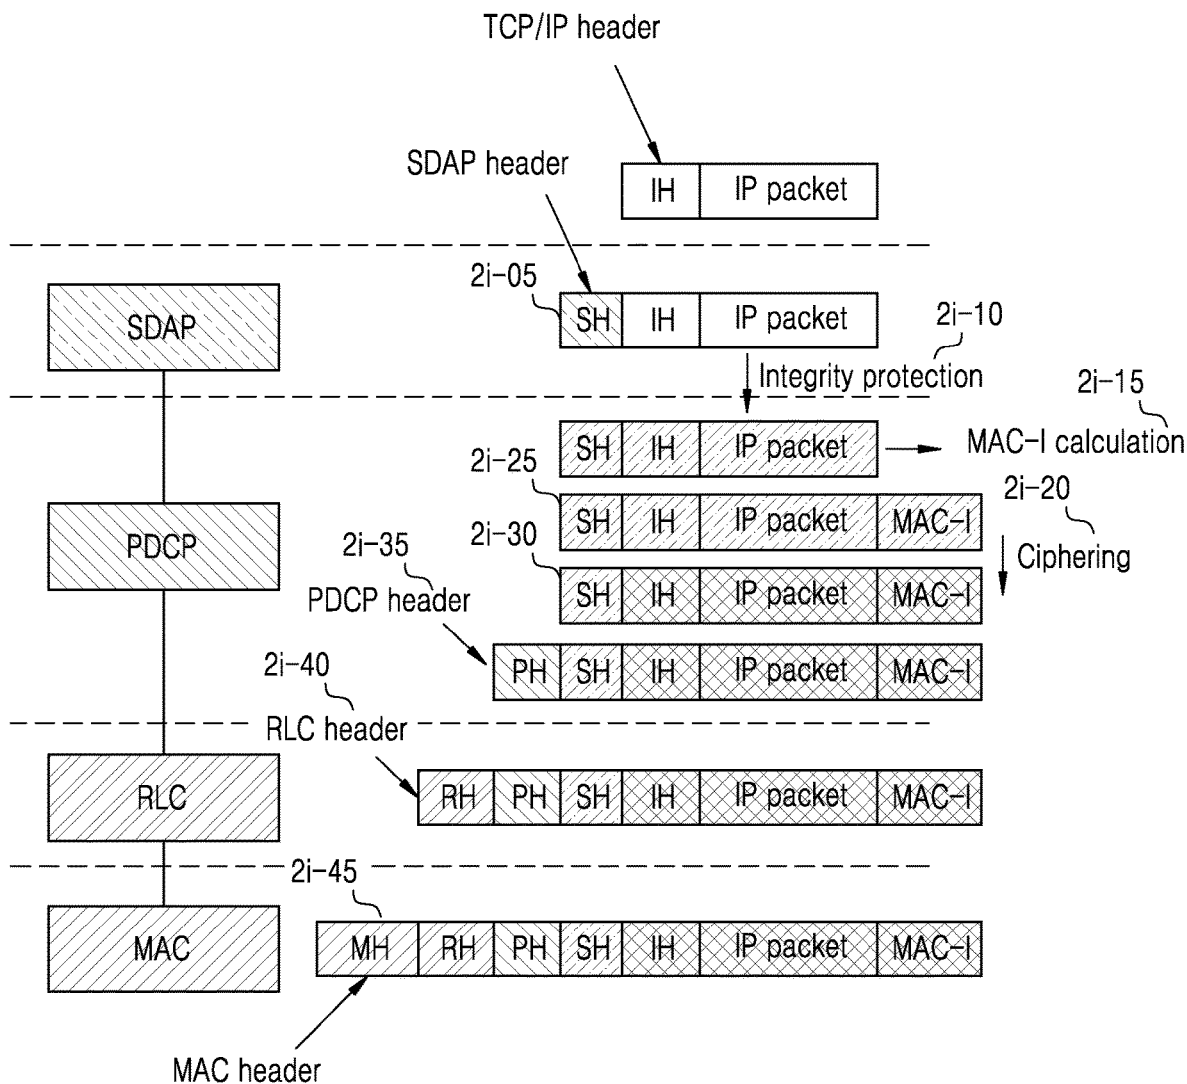 TCP/IP header
SDAP header
IH IP packet
2i-05
SDAP
SH IH IP packet
2i-10
Integrity protection
2i-15
SH IH IP packet
MAC-I calculation
2i-25
2i-20
SH IH IP packet MAC-I
PDCP
2i-30
Ciphering
2i-35
SH IH IP packet MAC-I
PDCP header
2i-40
PH SH IH IP packet MAC-I
RLC header
RLC
RH PH SH IH IP packet MAC-I
2i-45
MAC
MH RH PH SH IH IP packet MAC-I
MAC header